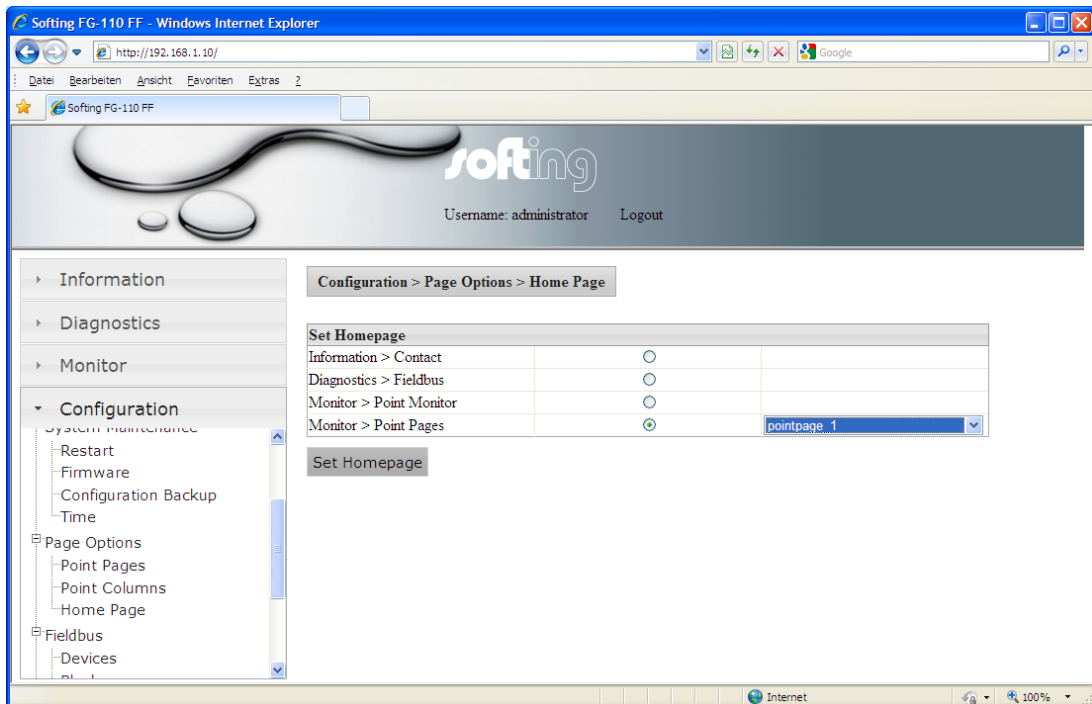 Softing FG-110 FF - Windows Internet Explorer
http://192.168.1.10/
Google
Datei Bearbeiten Ansicht Favoriten Extras ?
Softing FG-110 FF
softing
Username: administrator Logout
Information
Diagnostics
Monitor
Configuration
System Maintenance
Restart
Firmware
Configuration Backup
Time
Page Options
Point Pages
Point Columns
Home Page
Fieldbus
Devices
Configuration > Page Options > Home Page
Set Homepage
Information > Contact
Diagnostics > Fieldbus
Monitor > Point Monitor
Monitor > Point Pages pointpage_1
Set Homepage
Internet 100%